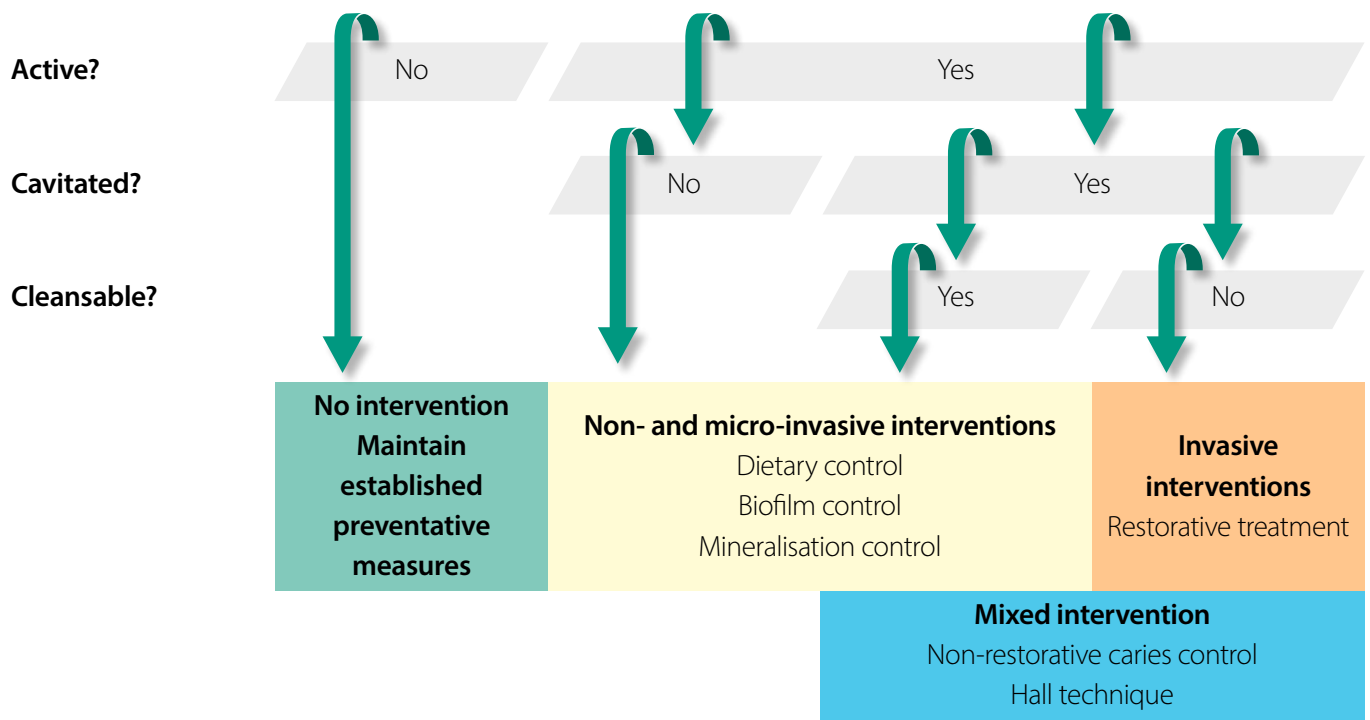 Active?
No
Yes
Cavitated?
No
Yes
Cleansable?
Yes
No
No intervention
Maintain
established
preventative
measures
Non- and micro-invasive interventions
Dietary control
Biofilm control
Mineralisation control
Invasive
interventions
Restorative treatment
Mixed intervention
Non-restorative caries control
Hall technique